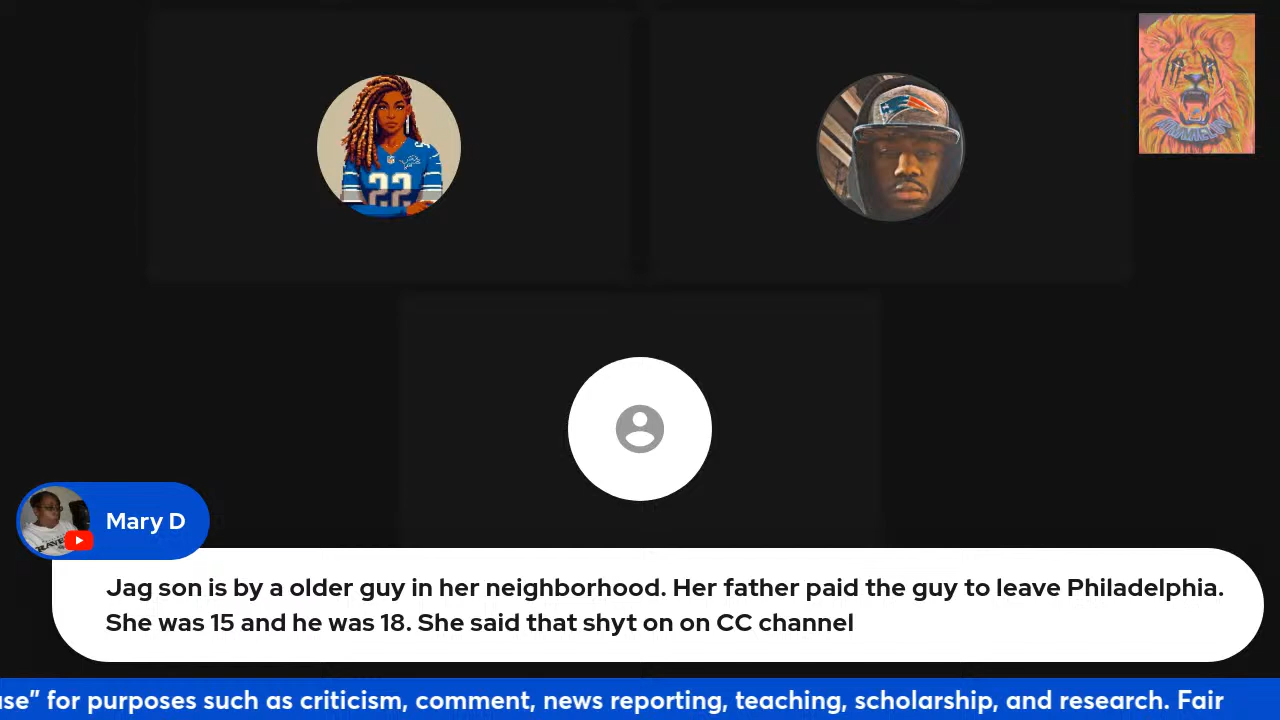 22
Mary D
Jag son is by a older guy in her neighborhood. Her father paid the guy to leave Philadelphia.
She was 15 and he was 18. She said that shyt on on CC channel
use” for purposes such as criticism, comment, news reporting, teaching, scholarship, and research. Fair